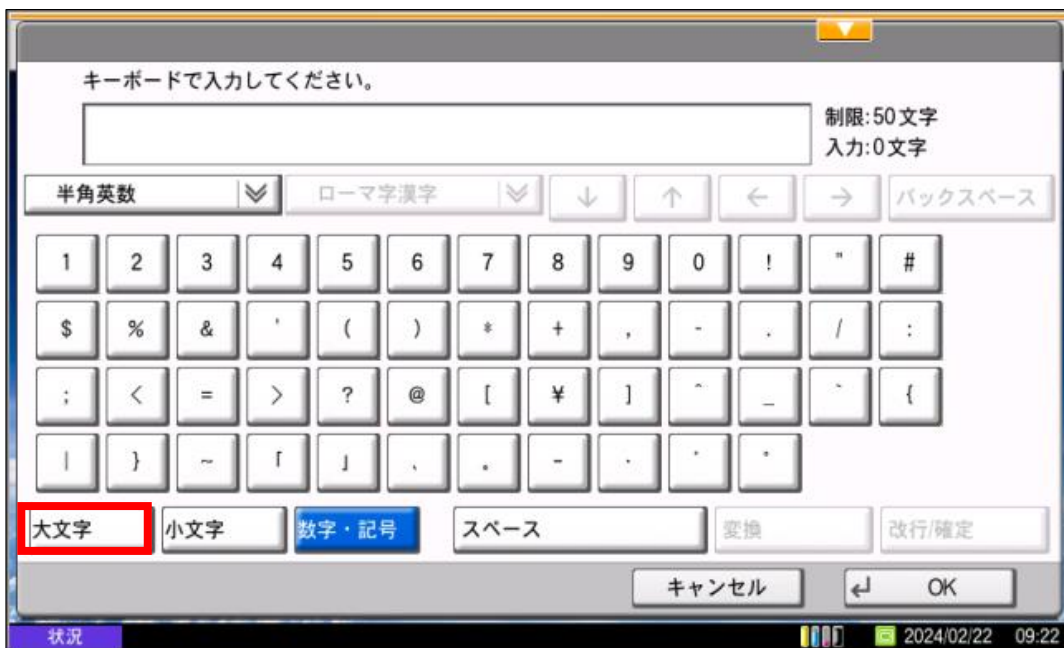 キーボードで入力してください。
制限:50文字
入力:0文字
半角英数 ローマ字漢字 ↓ ↑ ← → バックスペース
1 2 3 4 5 6 7 8 9 0 ! " #
$ % & ' ( ) * + , - . / :
; < = > ? @ [ ¥ ] ^ _ ` {
| } ~ 「 」 、 。 - ・ ゛ ゜
大文字 小文字 数字・記号 スペース 変換 改行/確定
キャンセル OK
状況 2024/02/22 09:22